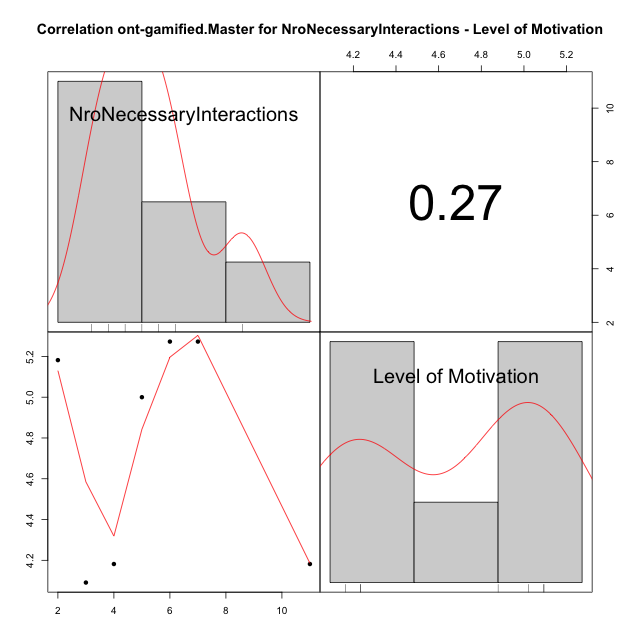 Correlation ont-gamified.Master for NroNecessaryInteractions - Level of Motivation
4.2 4.4 4.6 4.8 5.0 5.2
NroNecessaryInteractions
0.27
10
8
6
4
2
Level of Motivation
5.2
5.0
4.8
4.6
4.4
4.2
2 4 6 8 10